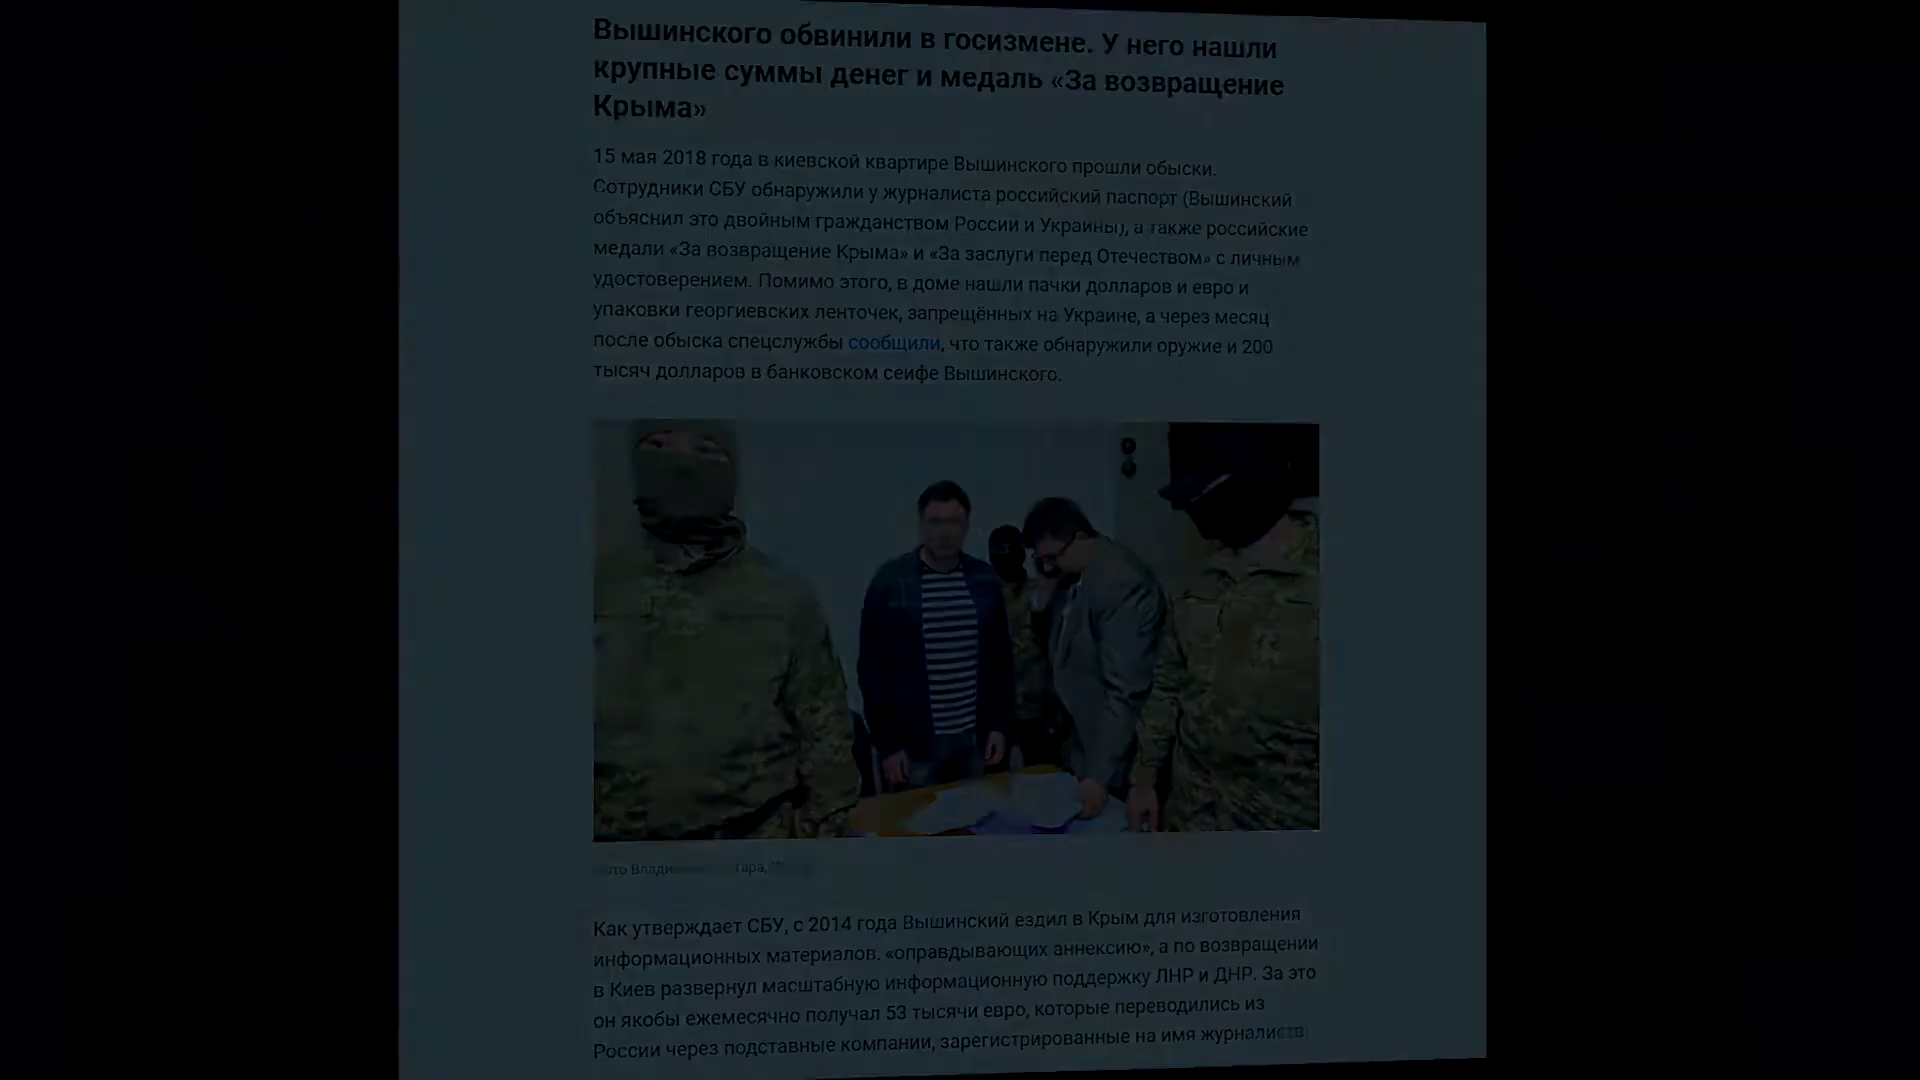 Вышинского обвинили в госизмене. У него нашли
крупные суммы денег и медаль «За возвращение
Крыма»
15 мая 2018 года в киевской квартире Вышинского прошли обыски.
Сотрудники СБУ обнаружили у журналиста российский паспорт (Вышинский
объяснил это двойным гражданством России и Украины), а также российские
медали «За возвращение Крыма» и «За заслуги перед Отечеством» с личным
удостоверением. Помимо этого, в доме нашли пачки долларов и евро и
упаковки георгиевских ленточек, запрещённых на Украине, а через месяц
после обыска спецслужбы сообщили, что также обнаружили оружие и 200
тысяч долларов в банковском сейфе Вышинского.
Как утверждает СБУ, с 2014 года Вышинский ездил в Крым для изготовления
информационных материалов. «оправдывающих аннексию», а по возвращении
в Киев развернул масштабную информационную поддержку ЛНР и ДНР. За это
он якобы ежемесячно получал 53 тысячи евро, которые переводились из
России через подставные компании, зарегистрированные на имя журналиств